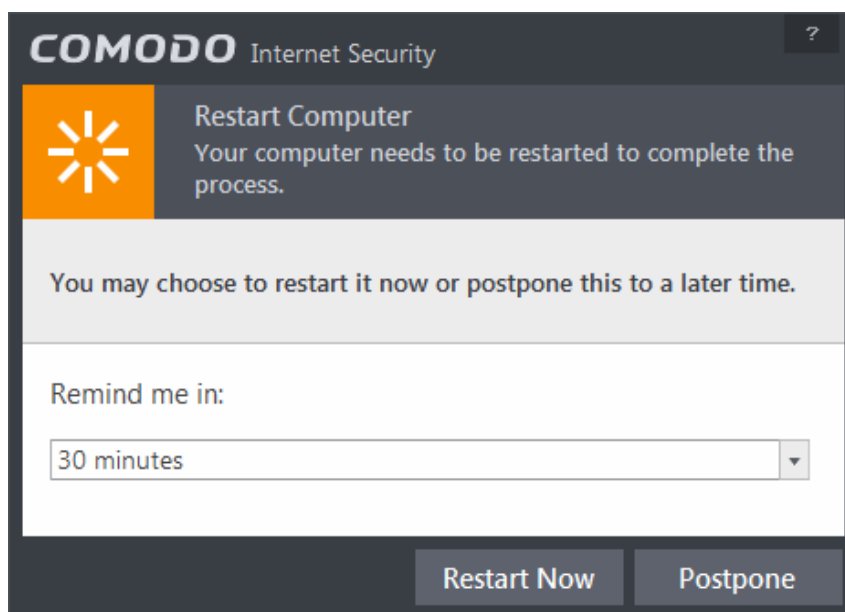 COMODO Internet Security
?
Restart Computer
Your computer needs to be restarted to complete the
process.
You may choose to restart it now or postpone this to a later time.
Remind me in:
30 minutes
Restart Now
Postpone